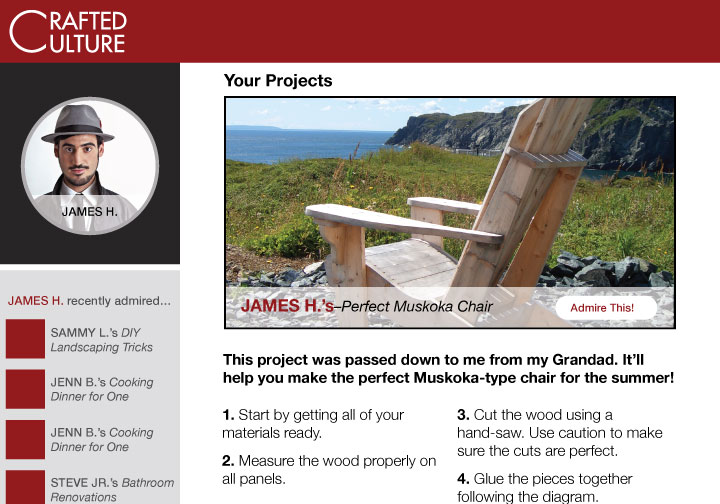 CRAFTED
CULTURE
JAMES H.
JAMES H. recently admired...
SAMMY L.'s DIY
Landscaping Tricks
JENN B.'s Cooking
Dinner for One
JENN B.'s Cooking
Dinner for One
STEVE JR.'s Bathroom
Renovations
Your Projects
JAMES H.'s–Perfect Muskoka Chair
Admire This!
This project was passed down to me from my Grandad. It'll
help you make the perfect Muskoka-type chair for the summer!
1. Start by getting all of your
materials ready.
2. Measure the wood properly on
all panels.
3. Cut the wood using a
hand-saw. Use caution to make
sure the cuts are perfect.
4. Glue the pieces together
following the diagram.